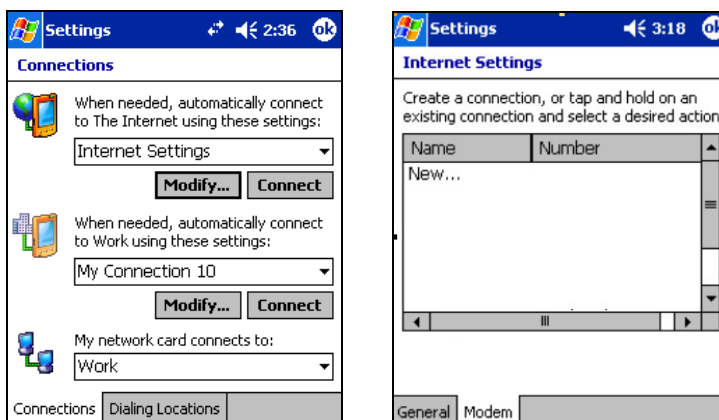 Settings 2:36 ok
Connections
When needed, automatically connect
to The Internet using these settings:
Internet Settings
Modify... Connect
When needed, automatically connect
to Work using these settings:
My Connection 10
Modify... Connect
My network card connects to:
Work
Connections Dialing Locations
Settings 3:18 ok
Internet Settings
Create a connection, or tap and hold on an
existing connection and select a desired action
Name Number
New...
General Modem